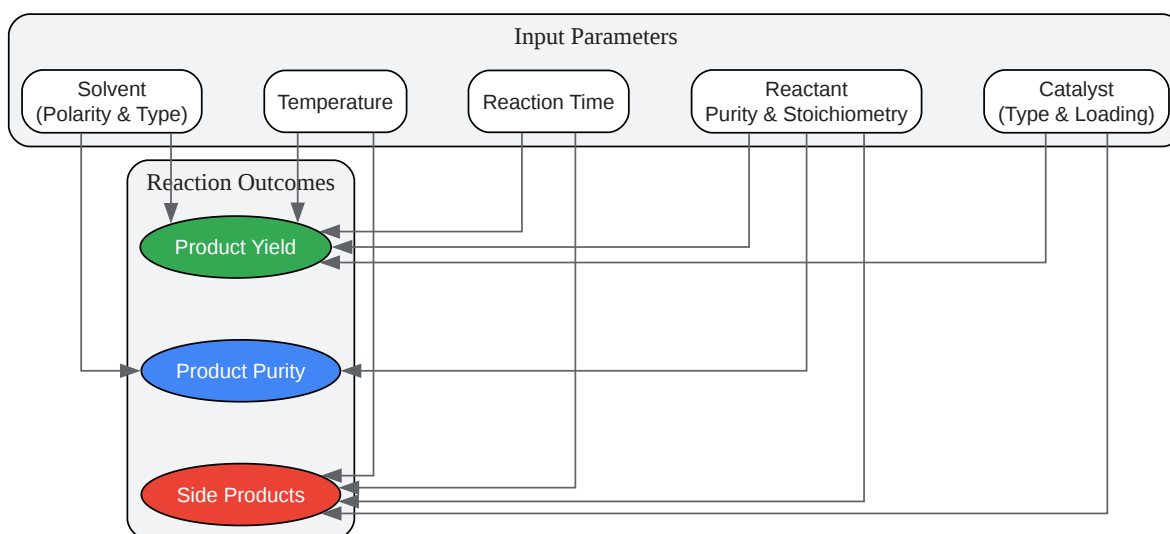 Input Parameters
Solvent
(Polarity & Type)
Temperature
Reaction Time
Reactant
Purity & Stoichiometry
Catalyst
(Type & Loading)
Reaction Outcomes
Product Yield
Product Purity
Side Products